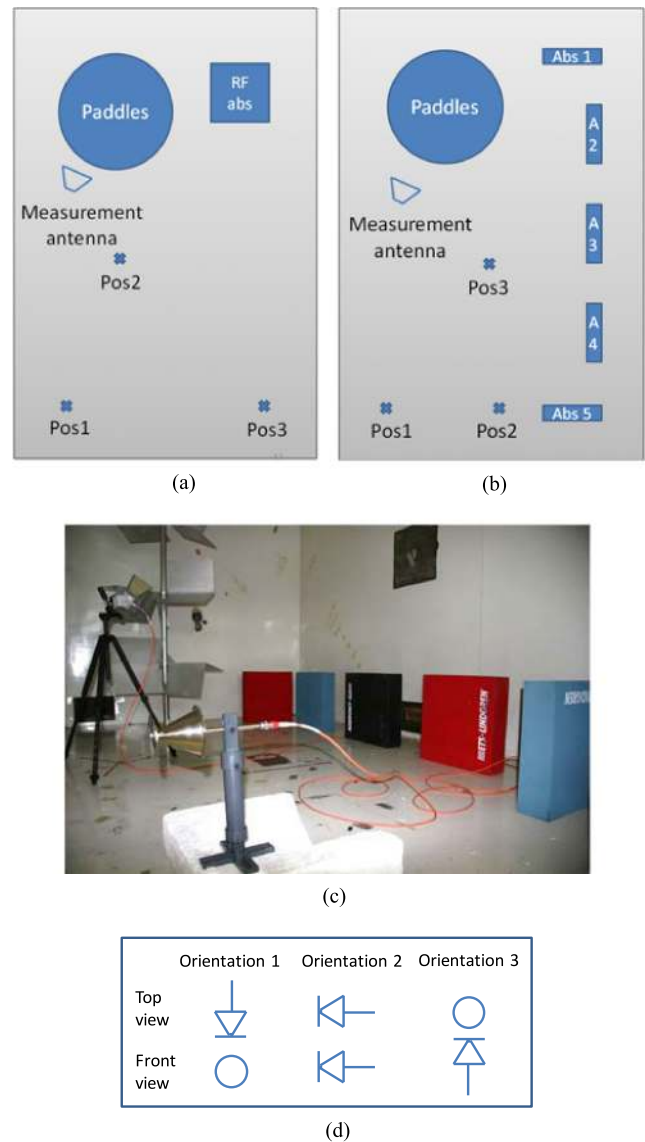 Paddles
RF
abs
Measurement
antenna
Pos2
Pos1
Pos3
(a)
Paddles
Abs 1
A
2
A
3
A
4
Abs 5
Measurement
antenna
Pos3
Pos1
Pos2
(b)
ETS-LINDGREN
(c)
Orientation 1 Orientation 2 Orientation 3
Top
view
Front
view
(d)